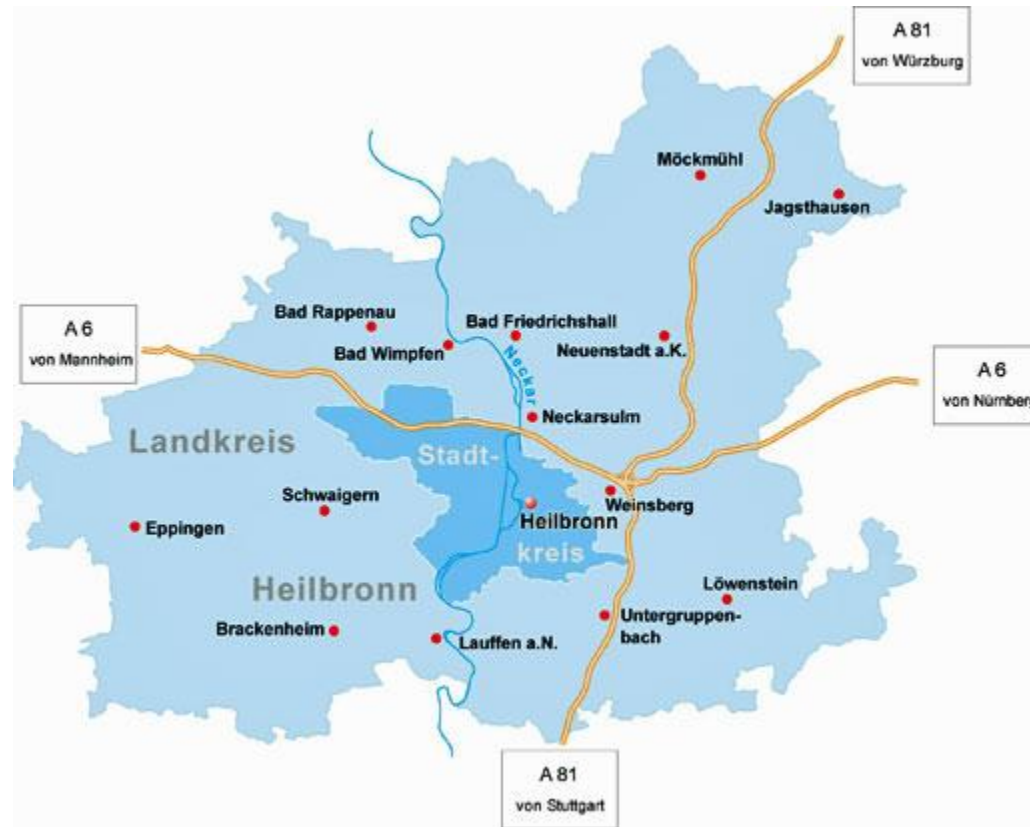 A 81
von Würzburg
Möckmühl
Jagsthausen
Bad Rappenau
Bad Friedrichshall
A 6
von Mannheim
Bad Wimpfen
Neckar
Neuenstadt a.K.
A 6
von Nürnberg
Neckarsulm
Landkreis
Stadt-
Schwaigern
Weinsberg
Eppingen
Heilbronn
kreis
Heilbronn
Löwenstein
Brackenheim
Lauffen a.N.
Untergruppen-
bach
A 81
von Stuttgart